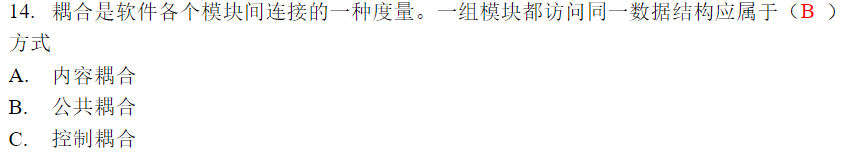 14. 耦合是软件各个模块间连接的一种度量。一组模块都访问同一数据结构应属于（B ）
方式
A. 内容耦合
B. 公共耦合
C. 控制耦合